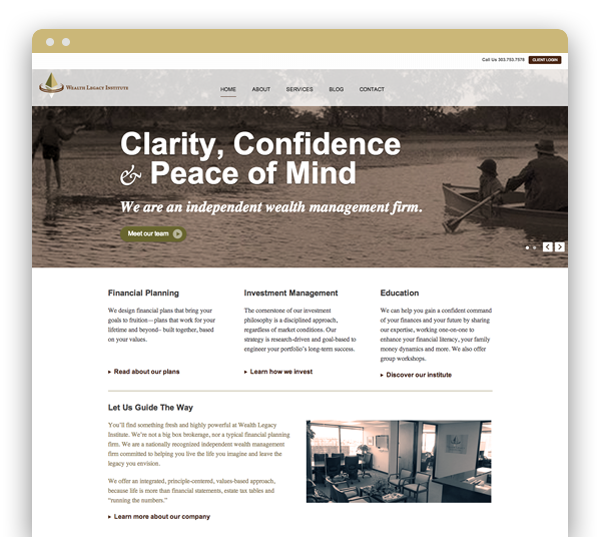 Call Us 303.753.7578 CLIENT LOGIN
WEALTH LEGACY INSTITUTE
HOME ABOUT SERVICES BLOG CONTACT
Clarity, Confidence
& Peace of Mind
We are an independent wealth management firm.
Meet our team
Financial Planning
We design financial plans that bring your
goals to fruition—plans that work for your
lifetime and beyond– built together, based
on your values.
Read about our plans
Investment Management
The cornerstone of our investment
philosophy is a disciplined approach,
regardless of market conditions. Our
strategy is research-driven and goal-based to
engineer your portfolio's long-term success.
Learn how we invest
Education
We can help you gain a confident command
of your finances and your future by sharing
our expertise, working one-on-one to
enhance your financial literacy, your family
money dynamics and more. We also offer
group workshops.
Discover our institute
Let Us Guide The Way
You'll find something fresh and highly powerful at Wealth Legacy
Institute. We're not a big box brokerage, nor a typical financial planning
firm. We are a nationally recognized independent wealth management
firm committed to helping you live the life you imagine and leave the
legacy you envision.
We offer an integrated, principle-centered, values-based approach,
because life is more than financial statements, estate tax tables and
"running the numbers."
Learn more about our company